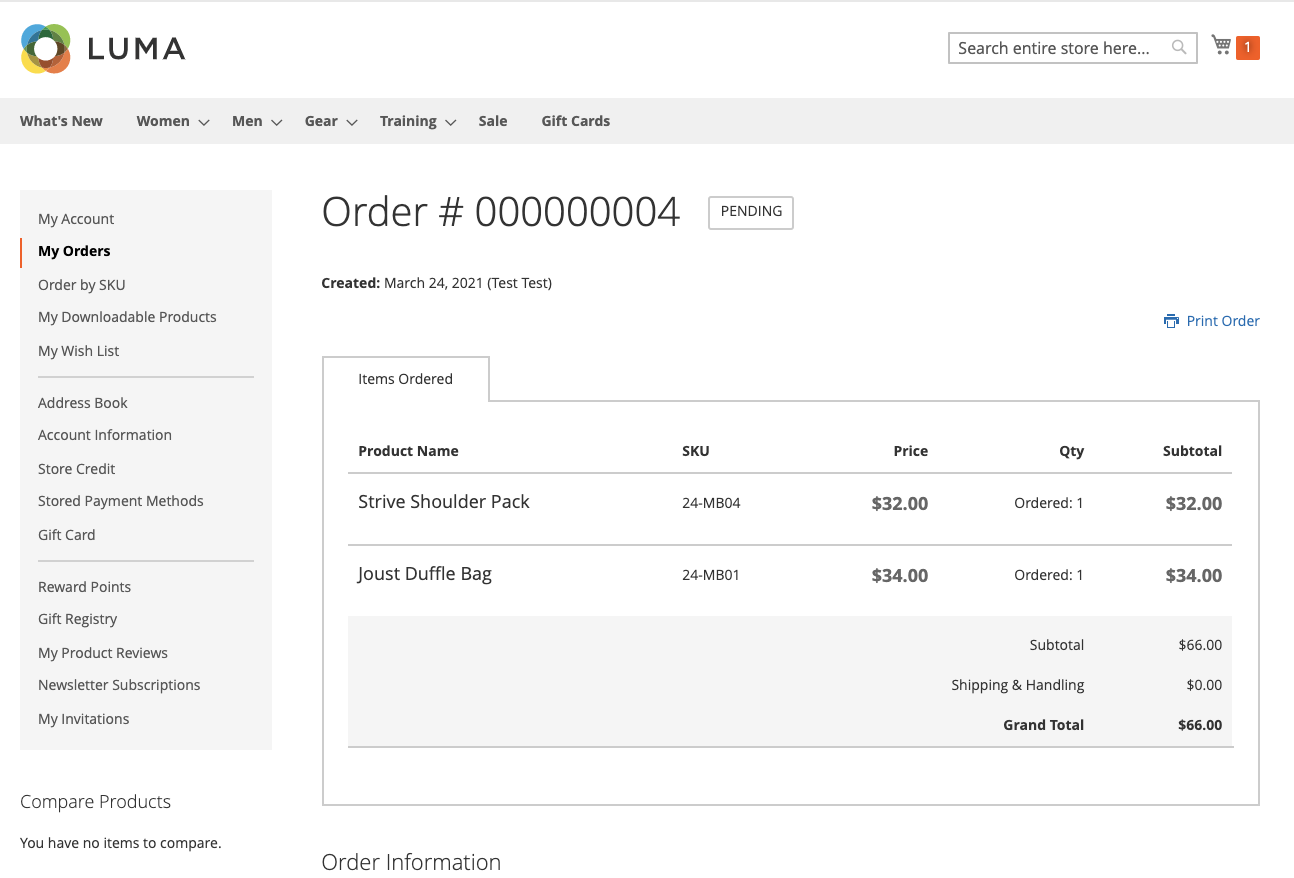 LUMA
Search entire store here...
1
What's New Women Men Gear Training Sale Gift Cards
My Account
My Orders
Order by SKU
My Downloadable Products
My Wish List
Address Book
Account Information
Store Credit
Stored Payment Methods
Gift Card
Reward Points
Gift Registry
My Product Reviews
Newsletter Subscriptions
My Invitations
Compare Products
You have no items to compare.
Order # 000000004 PENDING
Created: March 24, 2021 (Test Test)
Print Order
Items Ordered
Product Name SKU Price Qty Subtotal
Strive Shoulder Pack 24-MB04 $32.00 Ordered: 1 $32.00
Joust Duffle Bag 24-MB01 $34.00 Ordered: 1 $34.00
Subtotal $66.00
Shipping & Handling $0.00
Grand Total $66.00
Order Information